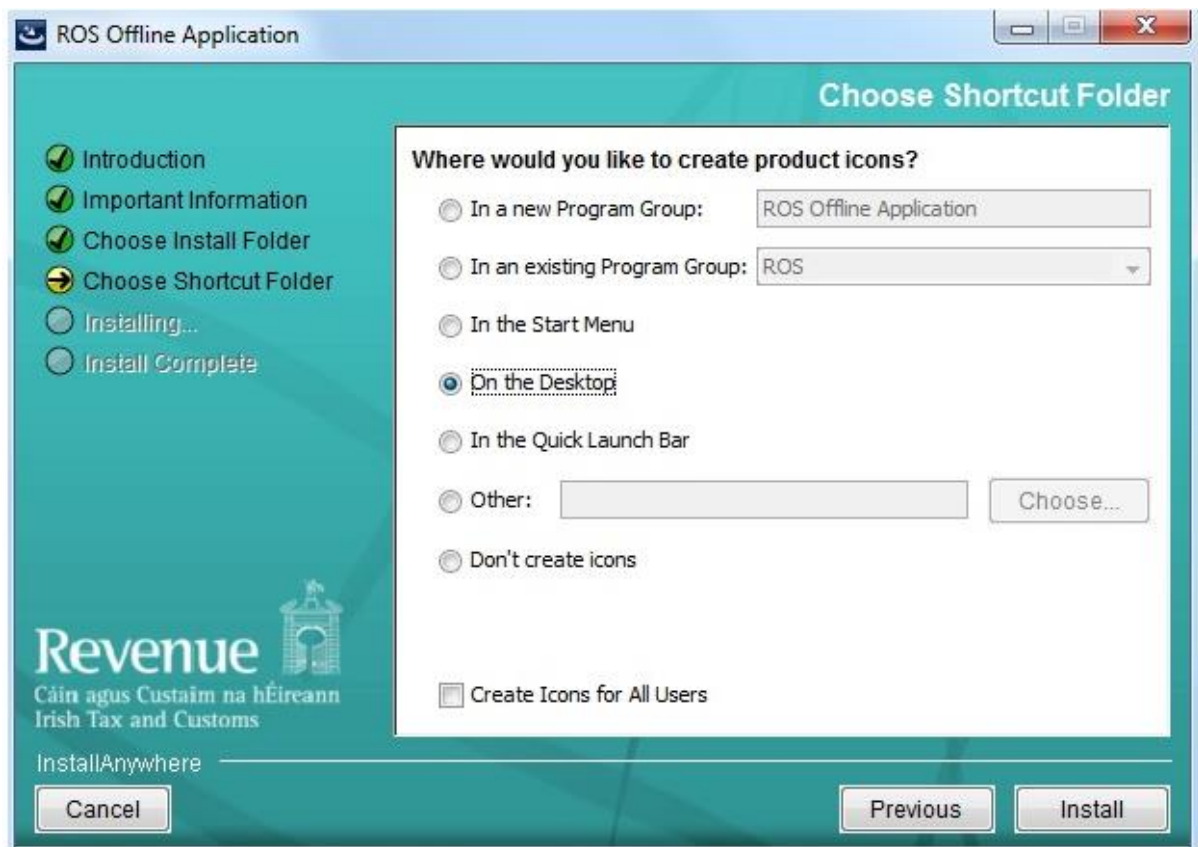 ROS Offline Application
Choose Shortcut Folder
Introduction
Important Information
Choose Install Folder
Choose Shortcut Folder
Installing...
Install Complete
Where would you like to create product icons?
In a new Program Group: ROS Offline Application
In an existing Program Group: ROS
In the Start Menu
On the Desktop
In the Quick Launch Bar
Other: Choose...
Don't create icons
Create Icons for All Users
Revenue
Cáin agus Custaim na hÉireann
Irish Tax and Customs
InstallAnywhere
Cancel Previous Install